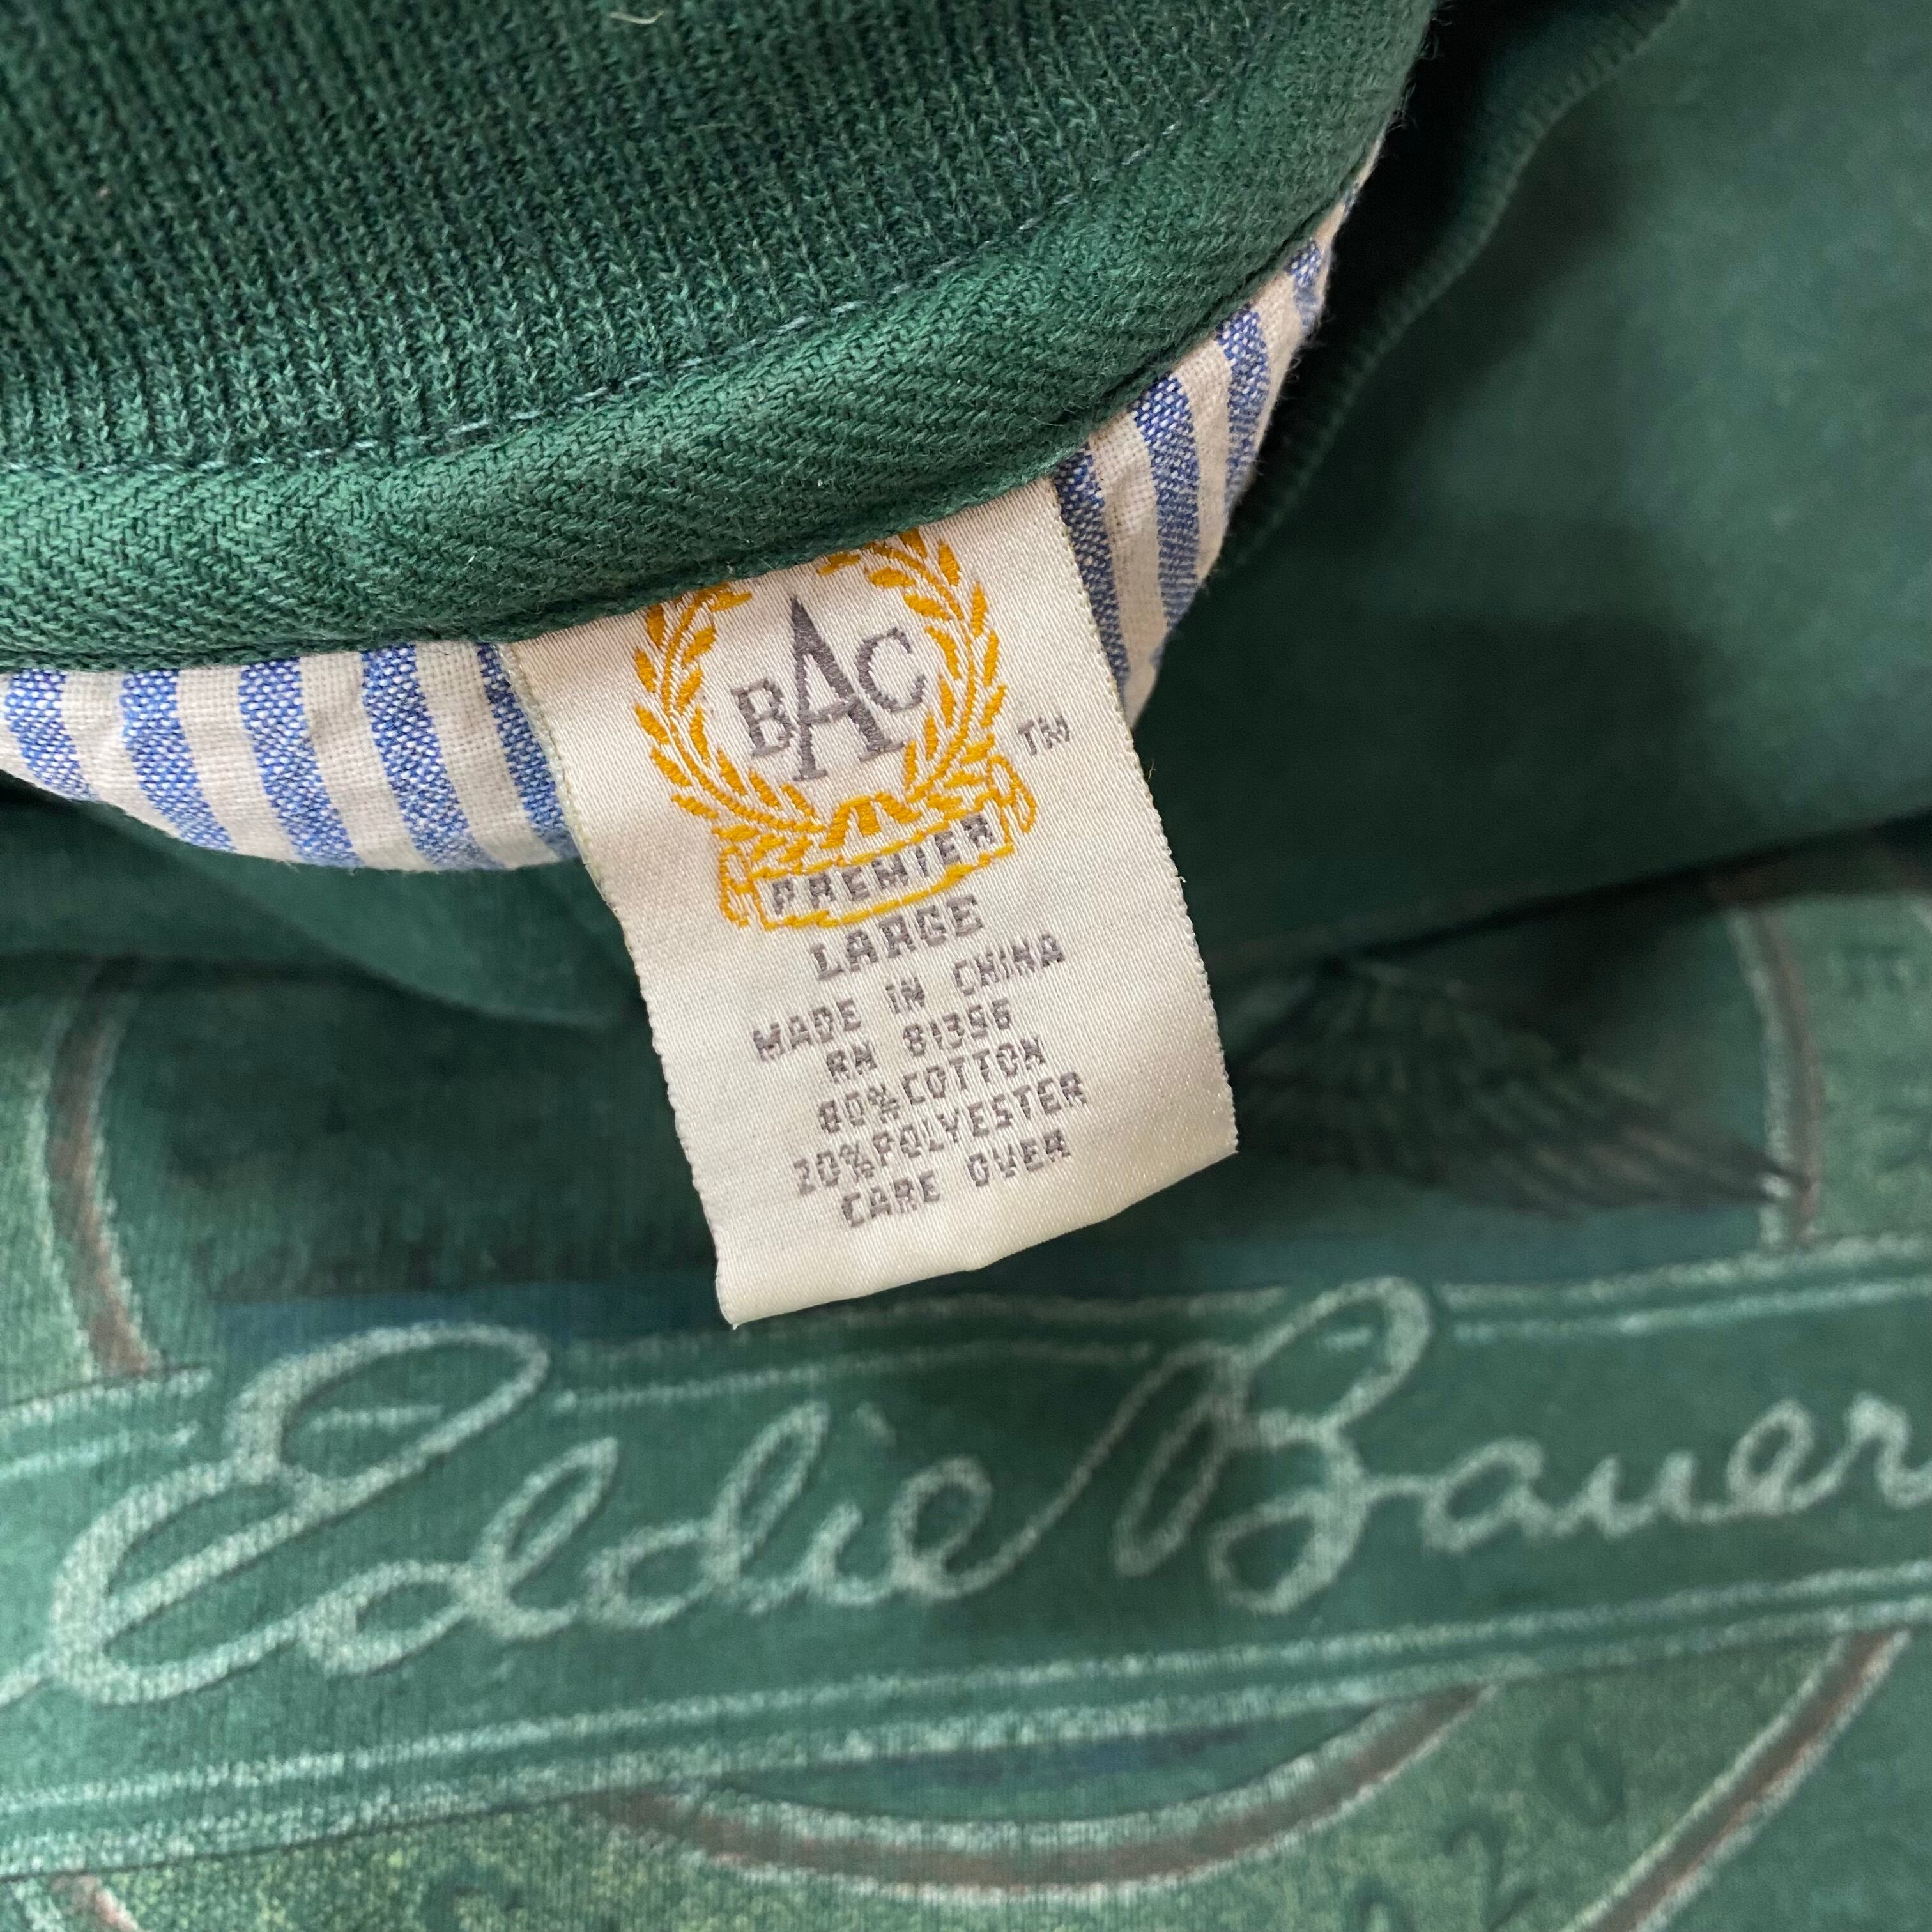 BAC
TM
PREMIER
LARGE
MADE IN CHINA
RN 81396
80%COTTON
20%POLYESTER
CARE OVER
Eddie Bauer